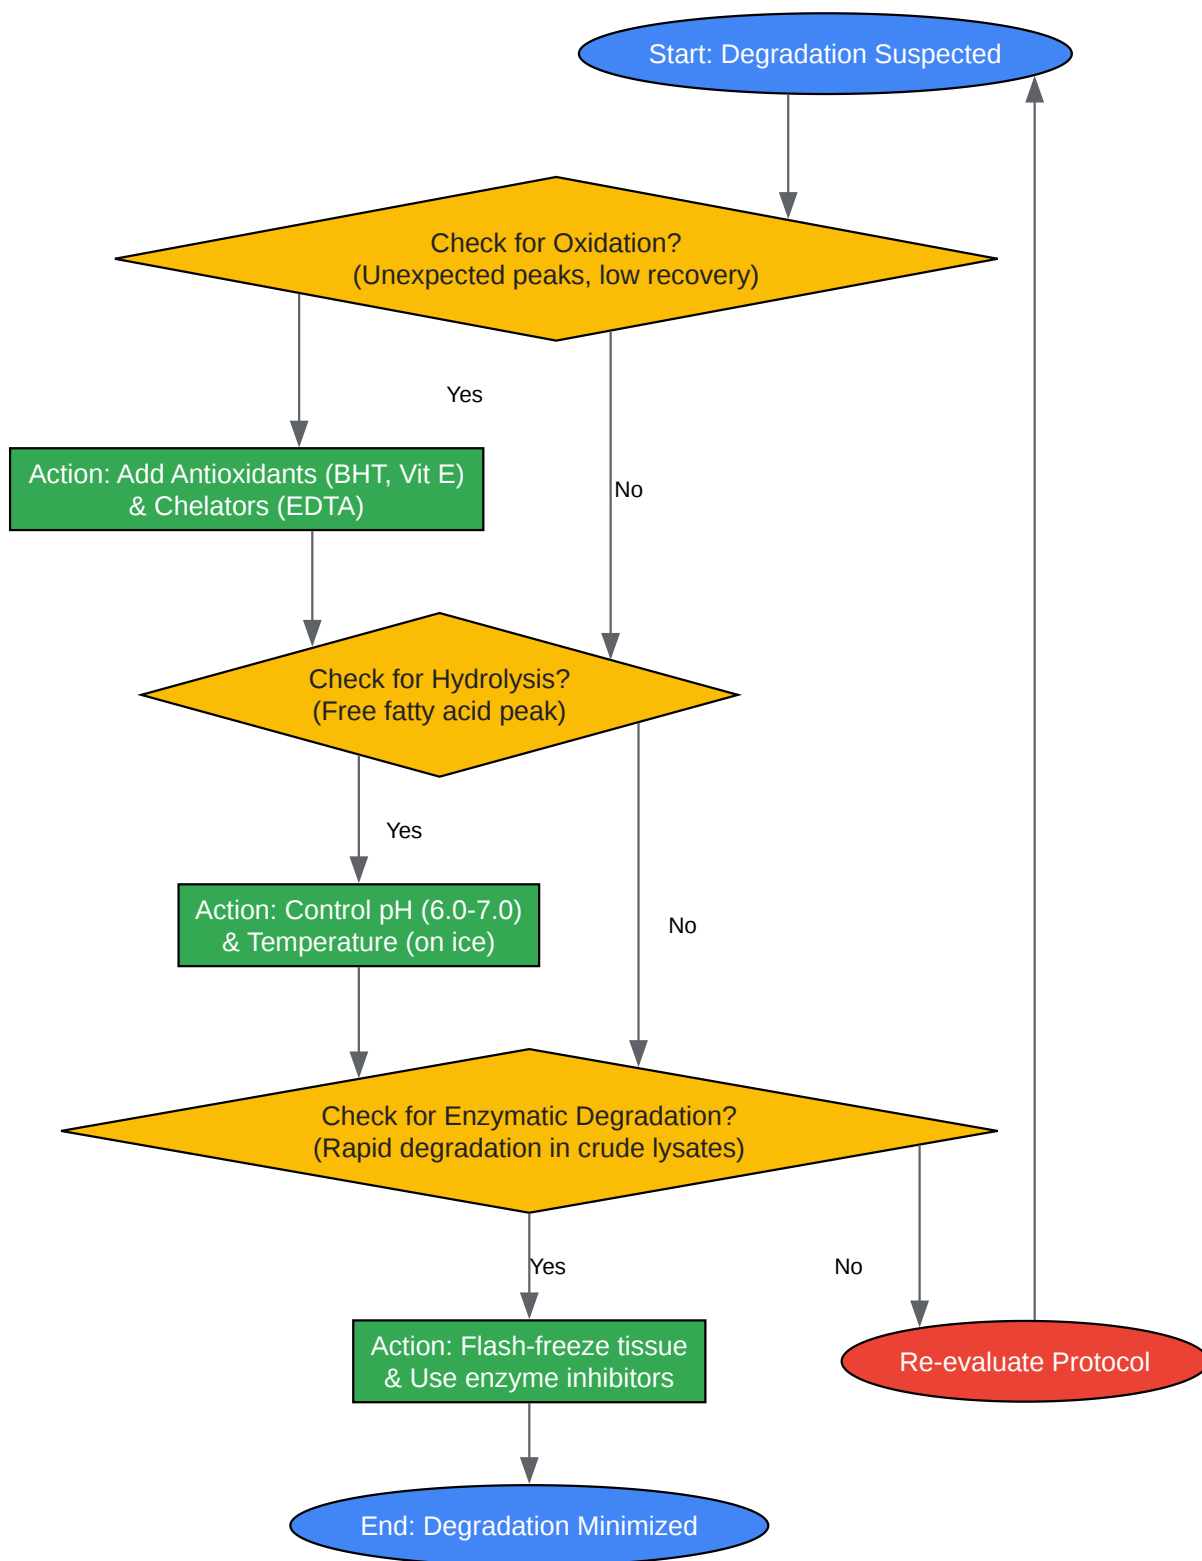 Start: Degradation Suspected
Check for Oxidation?
(Unexpected peaks, low recovery)
Yes
Action: Add Antioxidants (BHT, Vit E)
& Chelators (EDTA)
No
Check for Hydrolysis?
(Free fatty acid peak)
Yes
Action: Control pH (6.0-7.0)
& Temperature (on ice)
No
Check for Enzymatic Degradation?
(Rapid degradation in crude lysates)
Yes
No
Action: Flash-freeze tissue
& Use enzyme inhibitors
Re-evaluate Protocol
End: Degradation Minimized